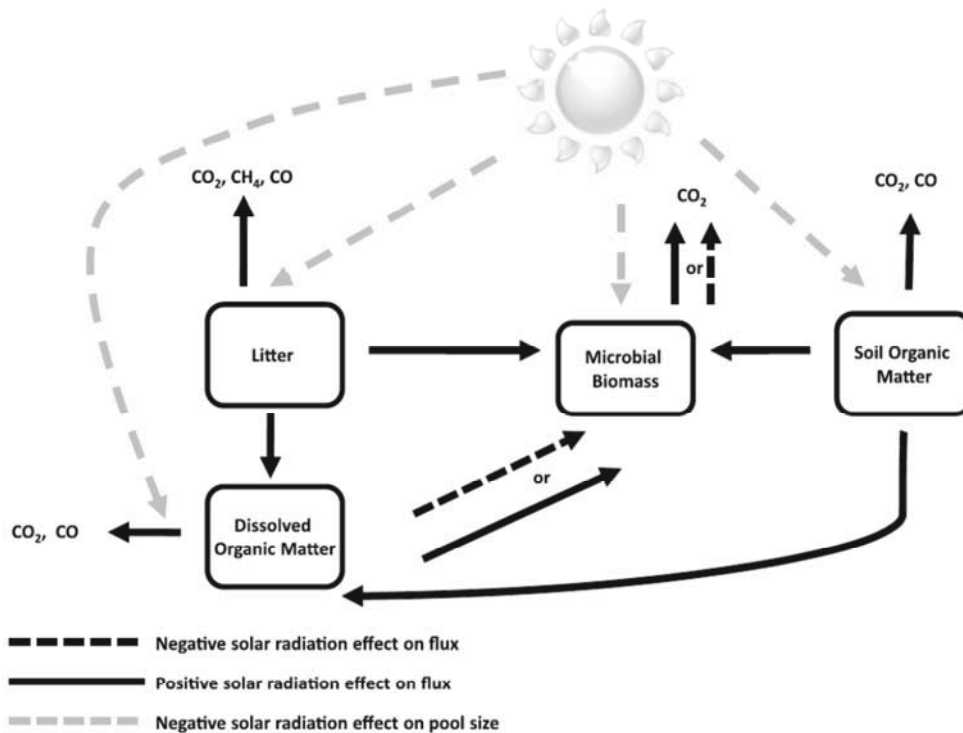 CO₂, CH₄, CO
CO₂
CO₂, CO
or
Litter
Microbial
Biomass
Soil Organic
Matter
or
Dissolved
Organic Matter
CO₂, CO
Negative solar radiation effect on flux
Positive solar radiation effect on flux
Negative solar radiation effect on pool size